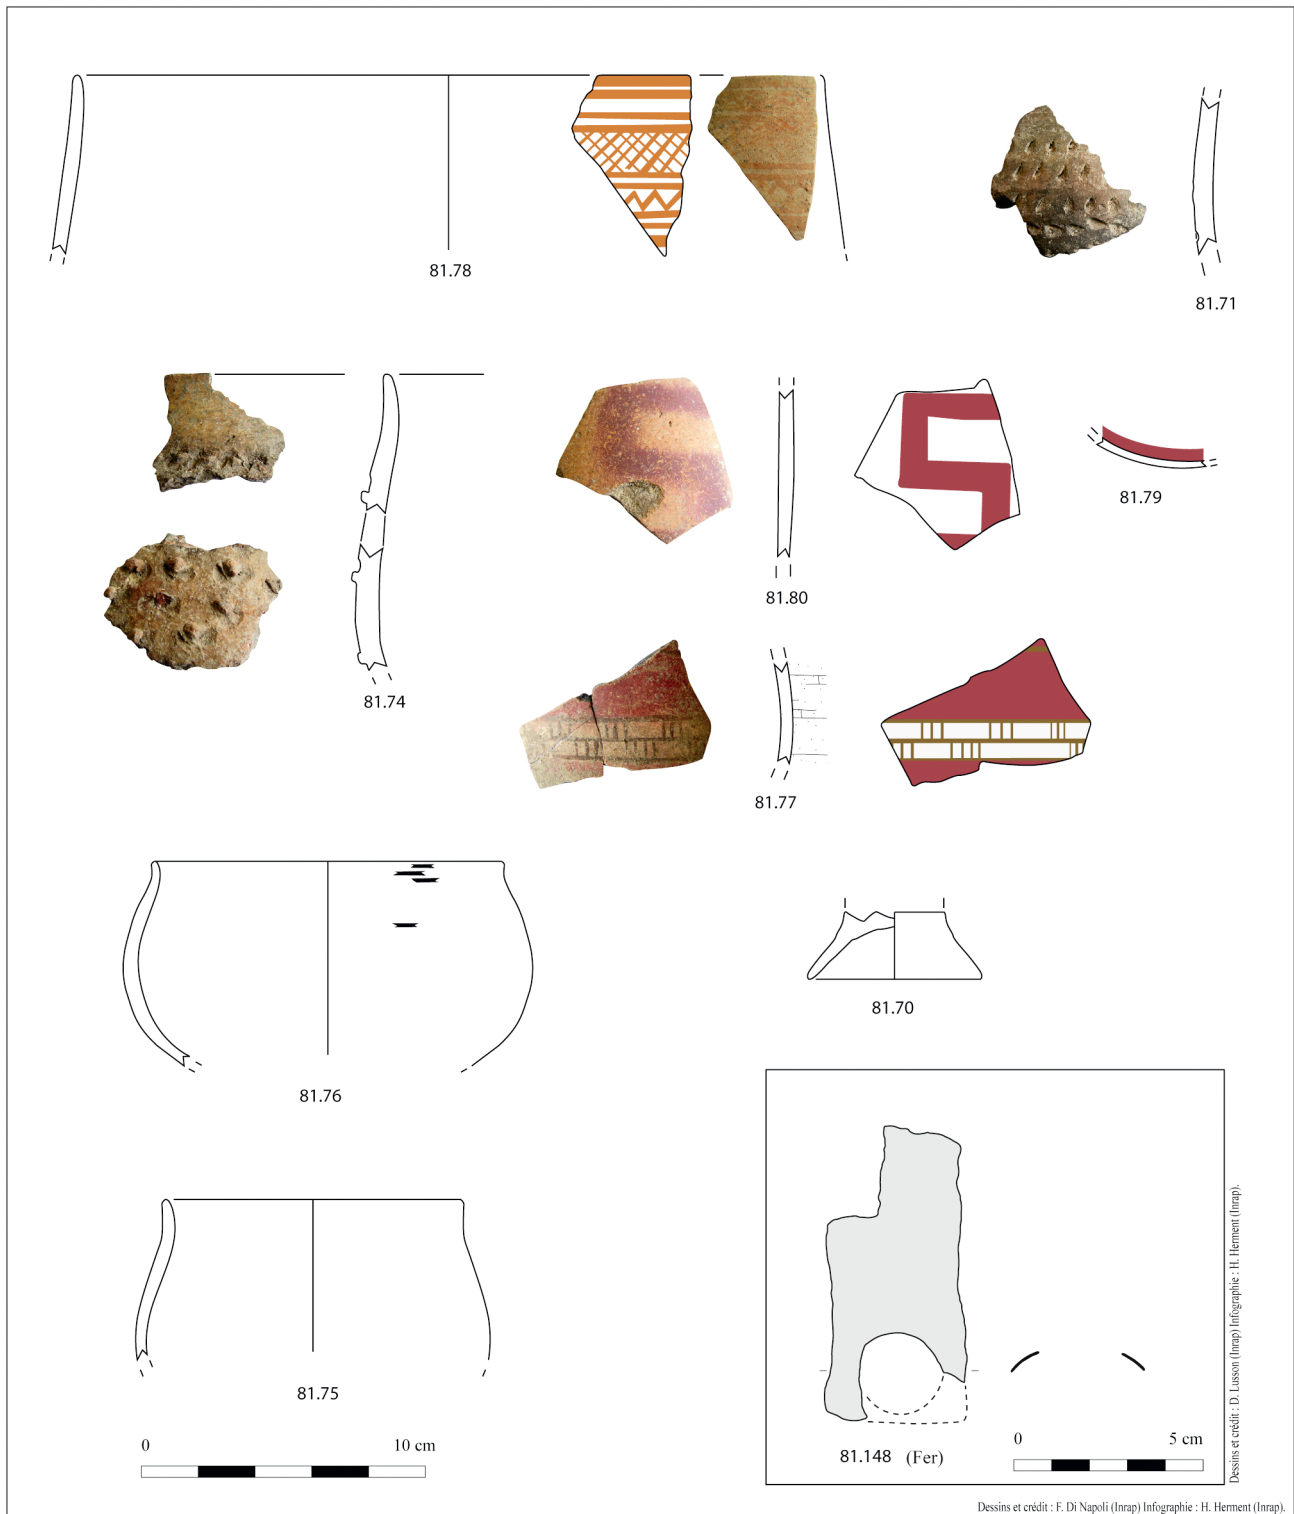 81.78
81.71
81.74
81.80
81.79
81.77
81.76
81.70
81.75
0 10 cm
81.148 (Fer)
0 5 cm
Dessins et crédit : D. Lusson (Inrap) Infographie : H. Herment (Inrap).
Dessins et crédit : F. Di Napoli (Inrap) Infographie : H. Herment (Inrap).